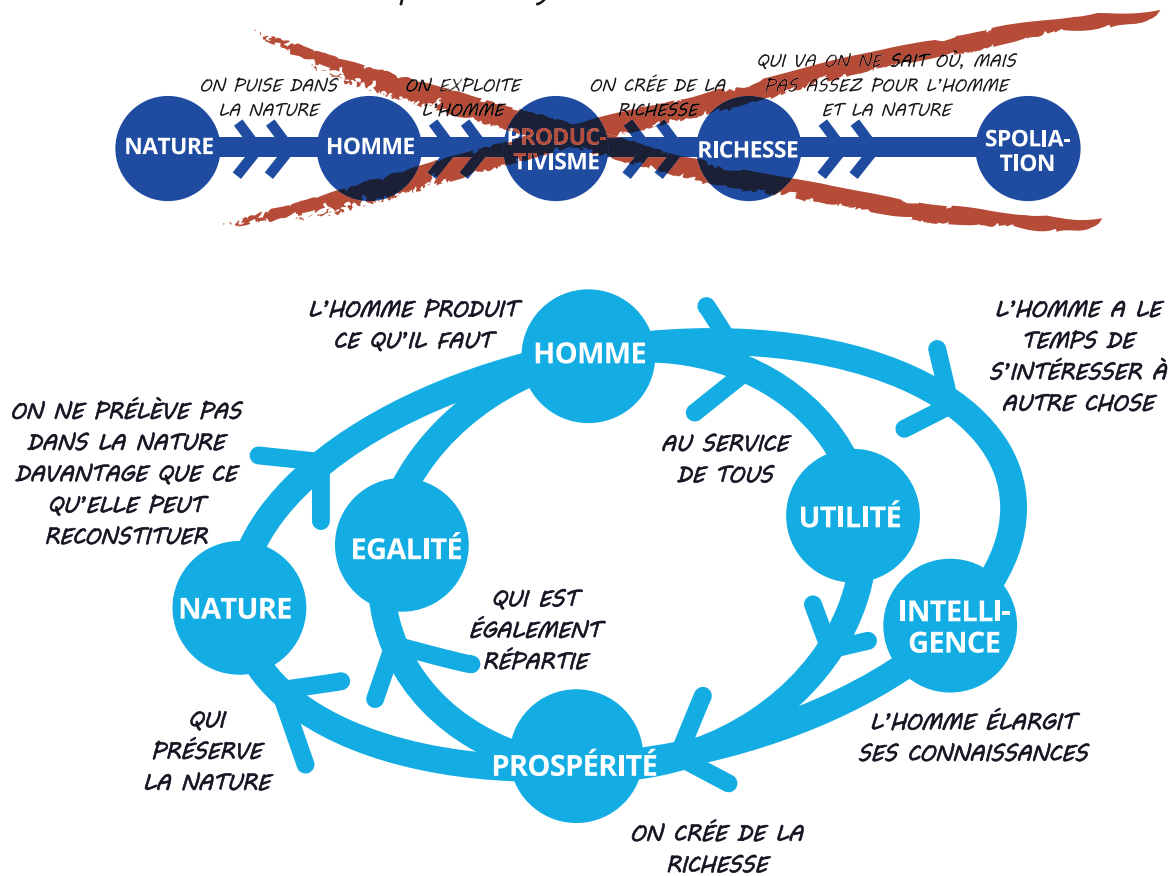 ON PUISE DANS
LA NATURE
ON EXPLOITE
L'HOMME
ON CRÉE DE LA
RICHESSE
QUI VA ON NE SAIT OÙ, MAIS
PAS ASSEZ POUR L'HOMME
ET LA NATURE
NATURE
HOMME
PRODUC-
TIVISME
RICHESSE
SPOLIA-
TION
L'HOMME PRODUIT
CE QU'IL FAUT
HOMME
L'HOMME A LE
TEMPS DE
S'INTÉRESSER À
AUTRE CHOSE
ON NE PRÉLÈVE PAS
DANS LA NATURE
DAVANTAGE QUE CE
QU'ELLE PEUT
RECONSTITUER
AU SERVICE
DE TOUS
UTILITÉ
EGALITÉ
NATURE
QUI EST
ÉGALEMENT
RÉPARTIE
INTELLI-
GENCE
QUI
PRÉSERVE
LA NATURE
PROSPÉRITÉ
L'HOMME ÉLARGIT
SES CONNAISSANCES
ON CRÉE DE LA
RICHESSE